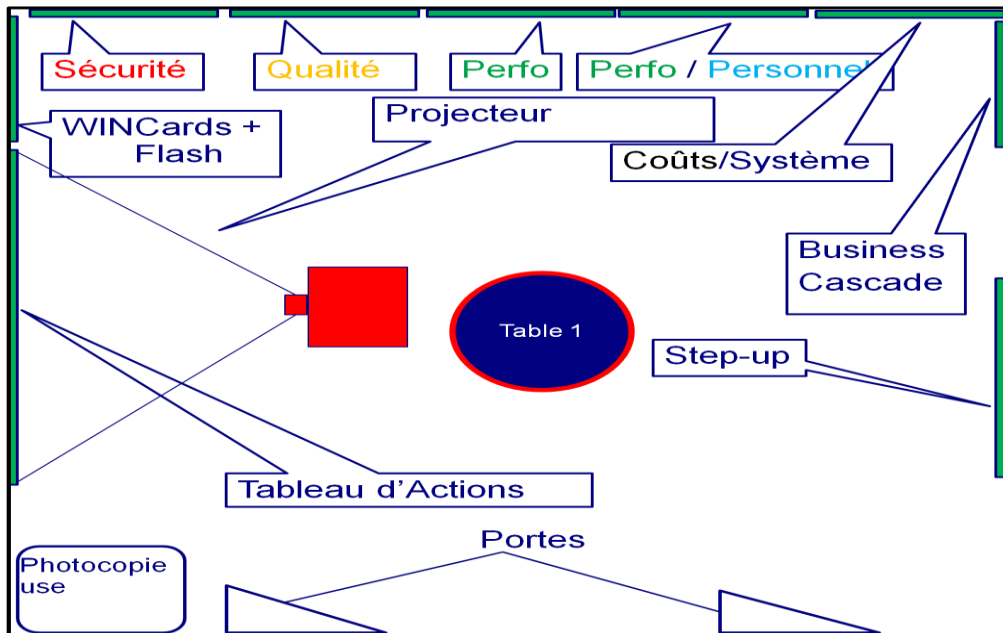 Sécurité
Qualité
Perfo
Perfo / Personnel
WINCards +
Flash
Projecteur
Coûts/Système
Business
Cascade
Table 1
Step-up
Tableau d'Actions
Portes
Photocopie
use